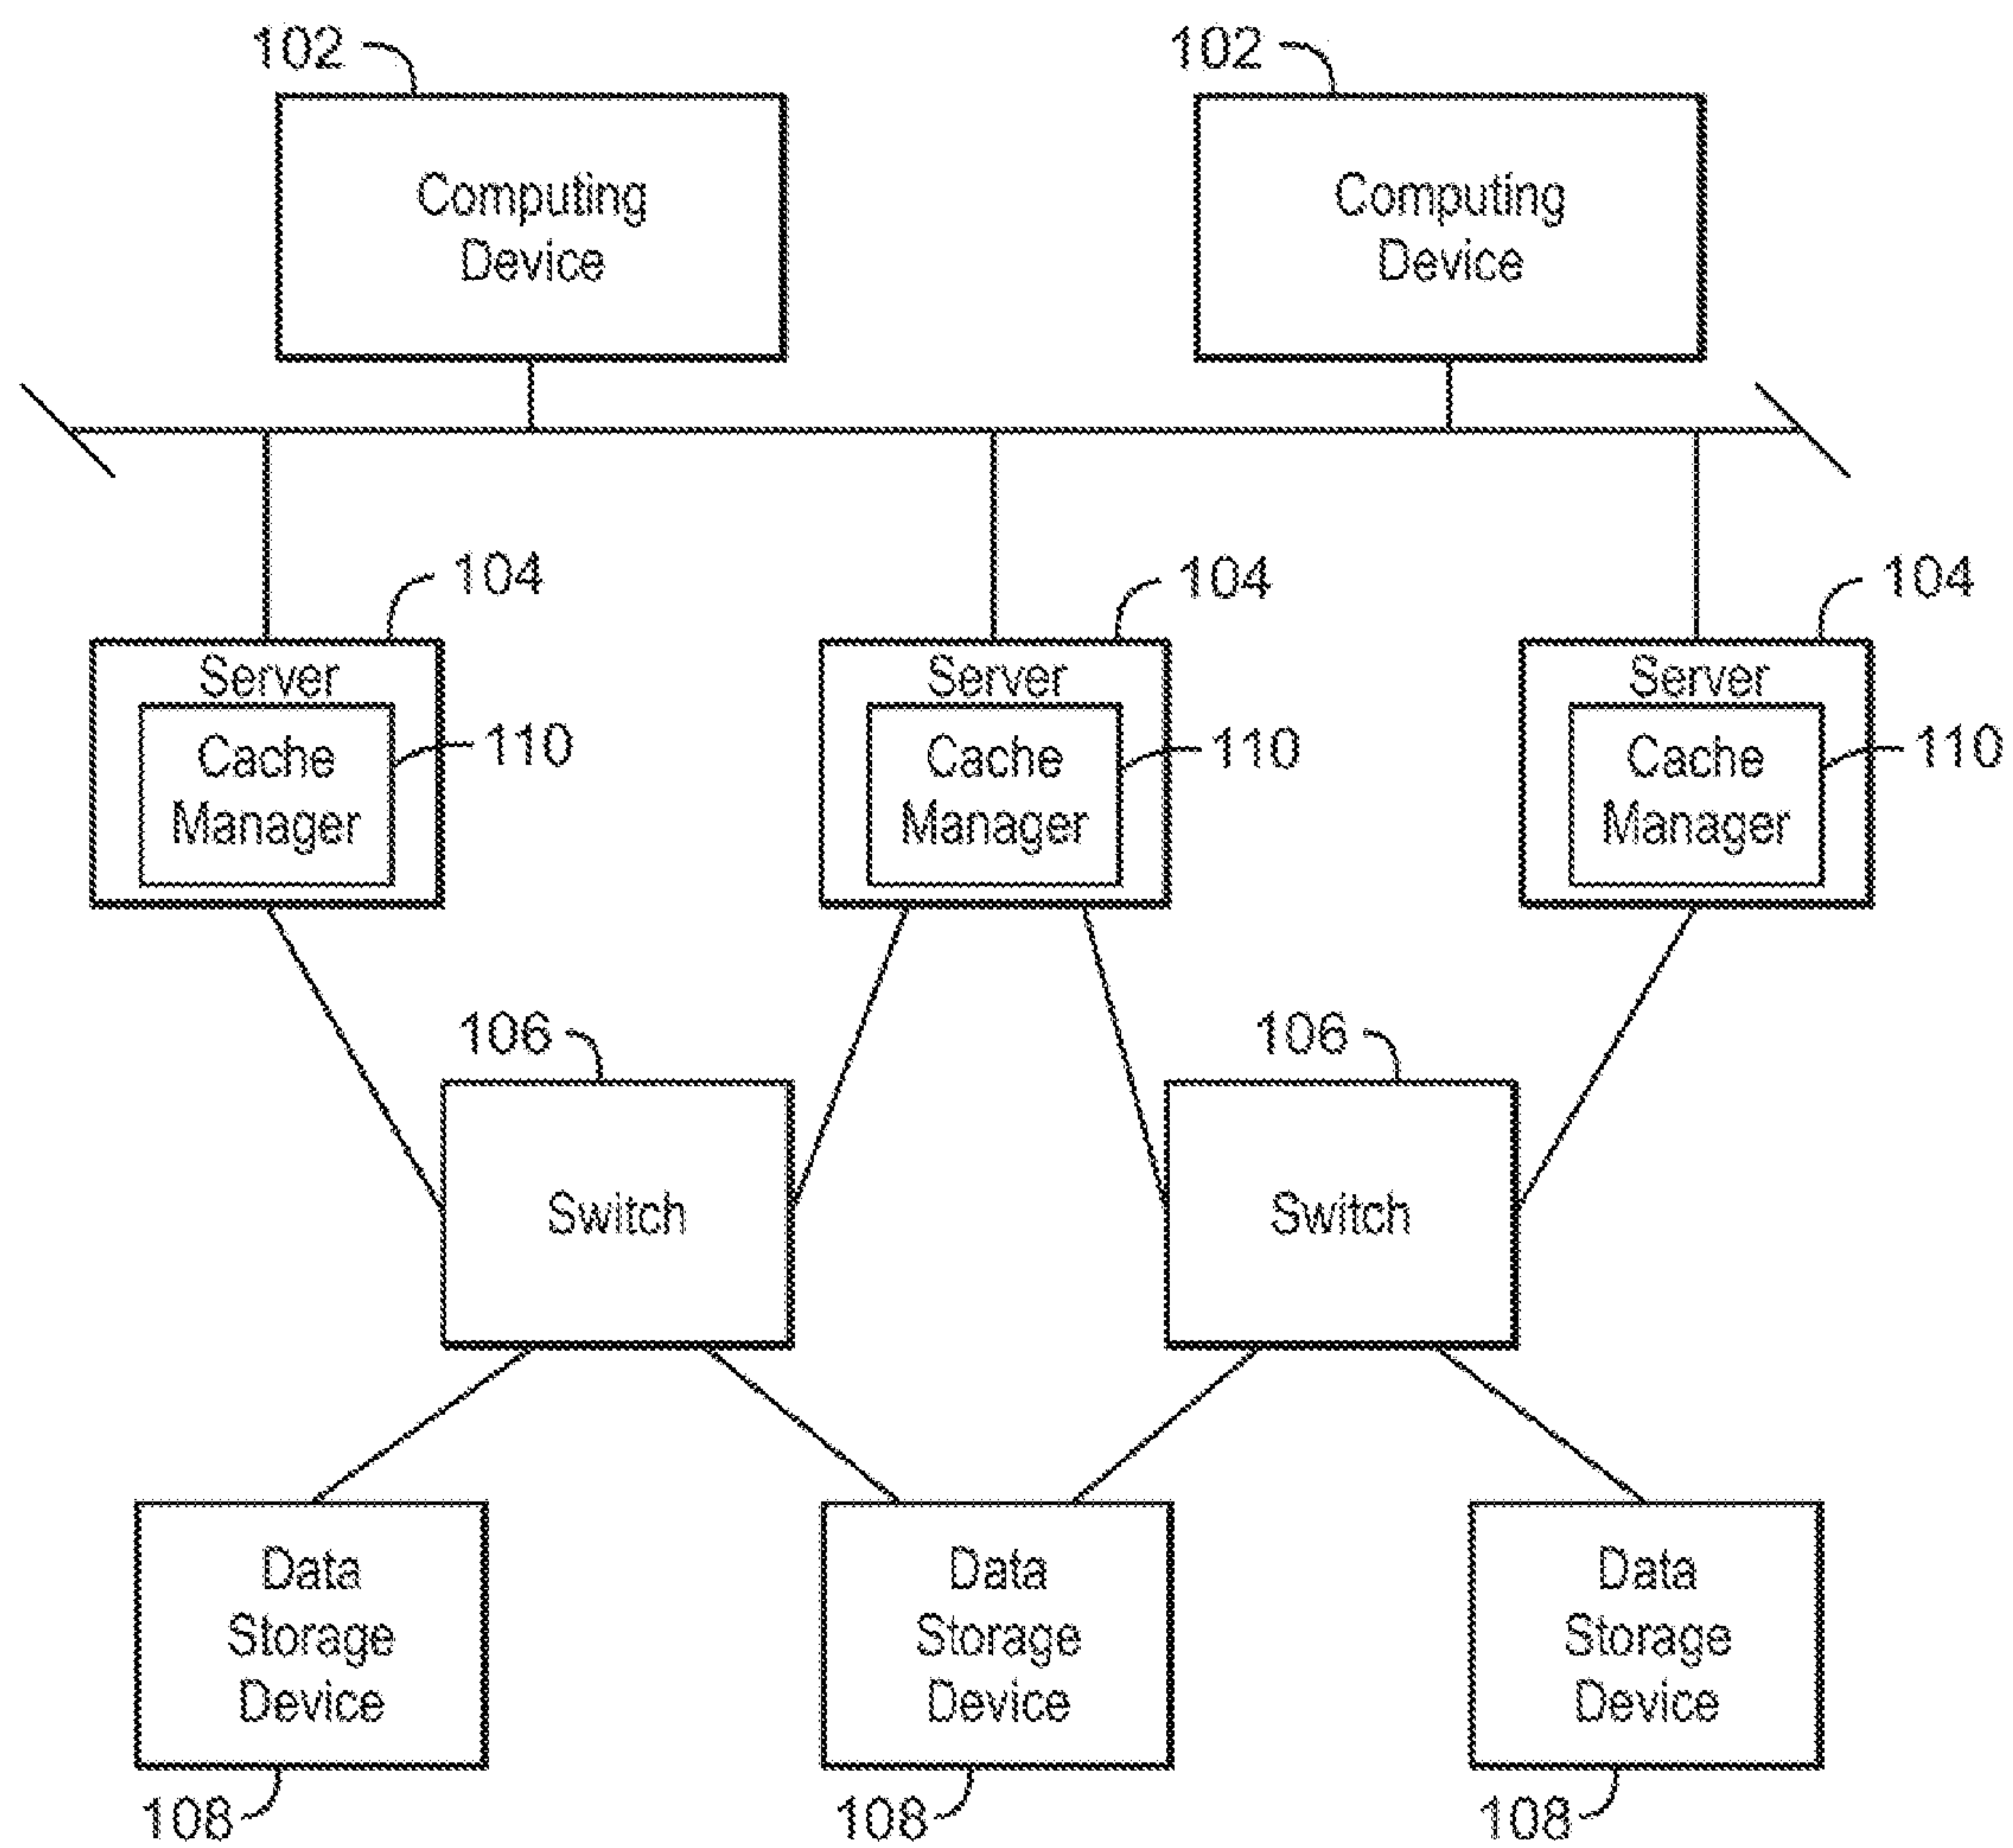 102
102
Computing
Device
Computing
Device
104
104
104
Server
Server
Server
Cache
Manager
110
Cache
Manager
110
Cache
Manager
110
106
106
Switch
Switch
Data
Storage
Device
Data
Storage
Device
Data
Storage
Device
108
108
108